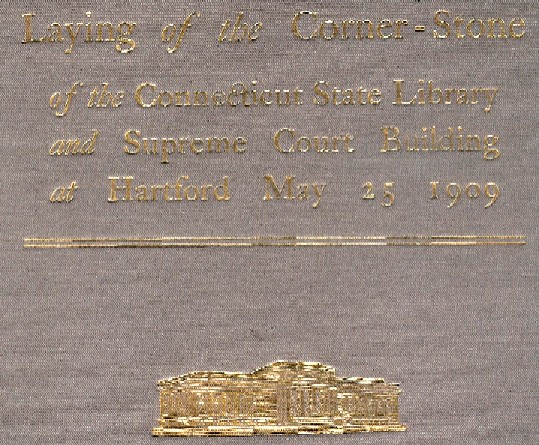 Laying of the Corner-Stone
of the Connecticut State Library
and Supreme Court Building
at Hartford May 25 1909